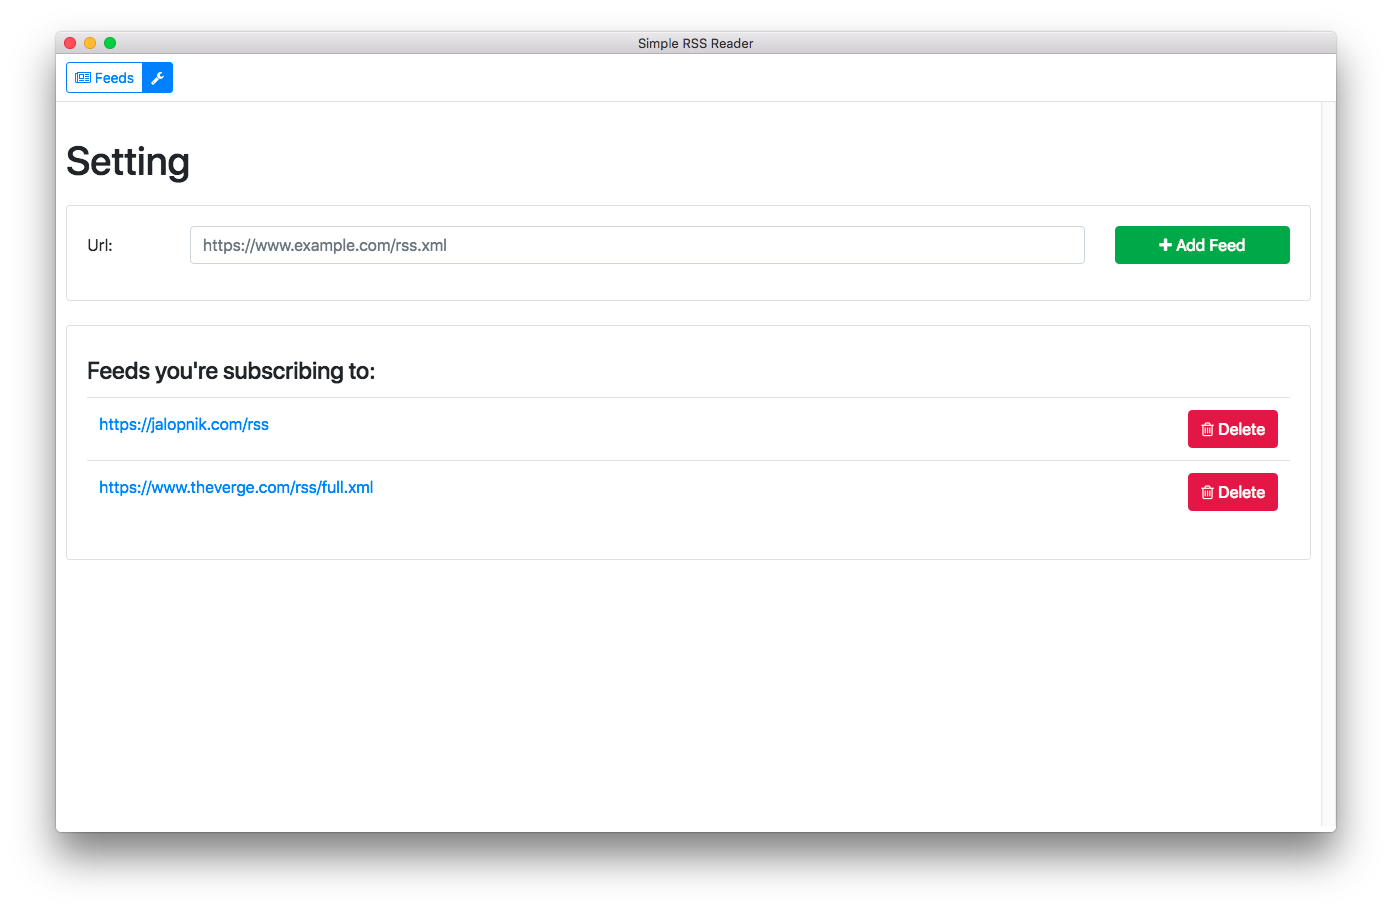 Simple RSS Reader
Feeds
Setting
Url:
https://www.example.com/rss.xml
Add Feed
Feeds you're subscribing to:
https://jalopnik.com/rss
Delete
https://www.theverge.com/rss/full.xml
Delete